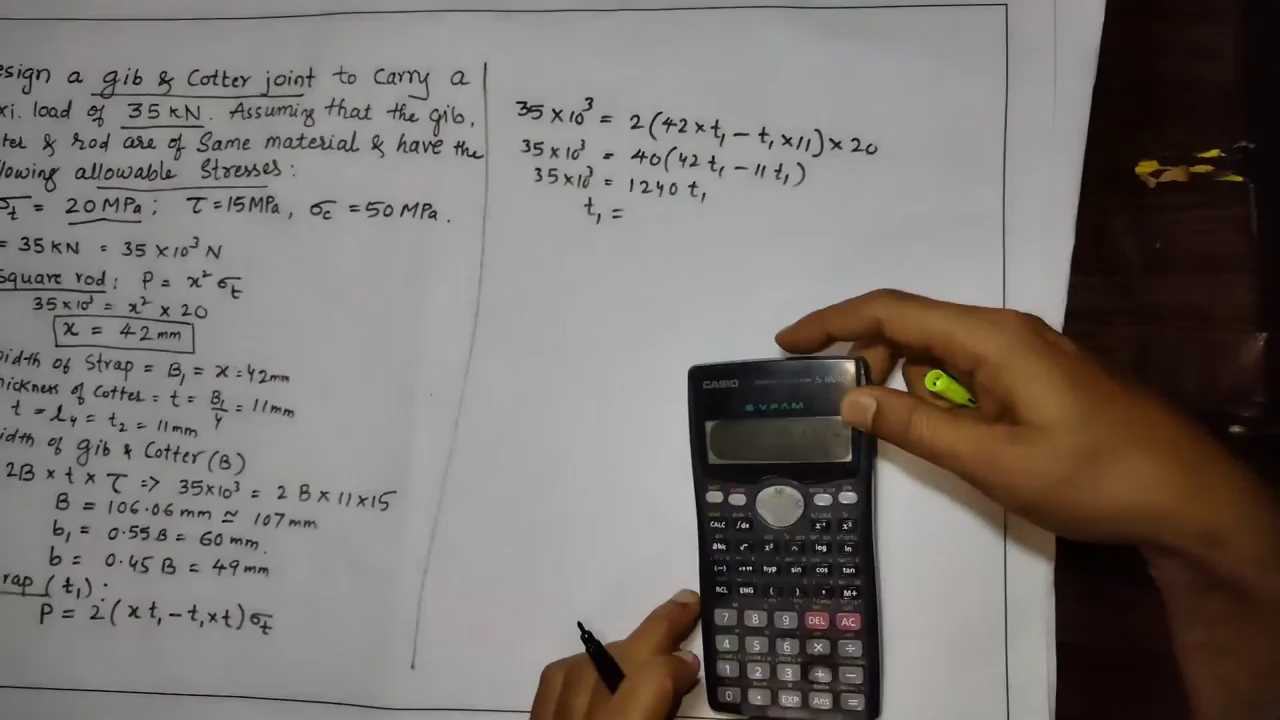 esign a gib & Cotter joint to carry a
xi. load of 35 KN. Assuming that the gib,
ter & rod are of Same material & have the
lowing allowable Stresses:
σt = 20 MPa; τ = 15 MPa, σc = 50 MPa.
= 35 KN = 35 × 10³ N
Square rod: P = x² σt
35×10³ = x² × 20
x = 42 mm
width of Strap = B₁ = x = 42 mm
hickness of Cotter = t = B₁/4 = 11 mm
t = l4 = t₂ = 11 mm
idth of gib & Cotter (B)
2B × t × τ => 35×10³ = 2 B × 11 × 15
B = 106.06 mm ≃ 107 mm
b₁ = 0.55 B = 60 mm.
b = 0.45 B = 49 mm
rap (t₁):
P = 2(x t₁ - t₁ × t) σt
35 × 10³ = 2(42 × t₁ - t₁ × 11) × 20
35 × 10³ = 40(42 t₁ - 11 t₁)
35 × 10³ = 1240 t₁
t₁ =
CASIO
S-V.P.A.M.
CALC ∫dx x⁻¹ x³
ab/c √ x² ^ log ln
(-) hyp sin cos tan
RCL ENG ( ) , M+
7 8 9 DEL AC
4 5 6 × ÷
1 2 3 + -
0 . EXP Ans =